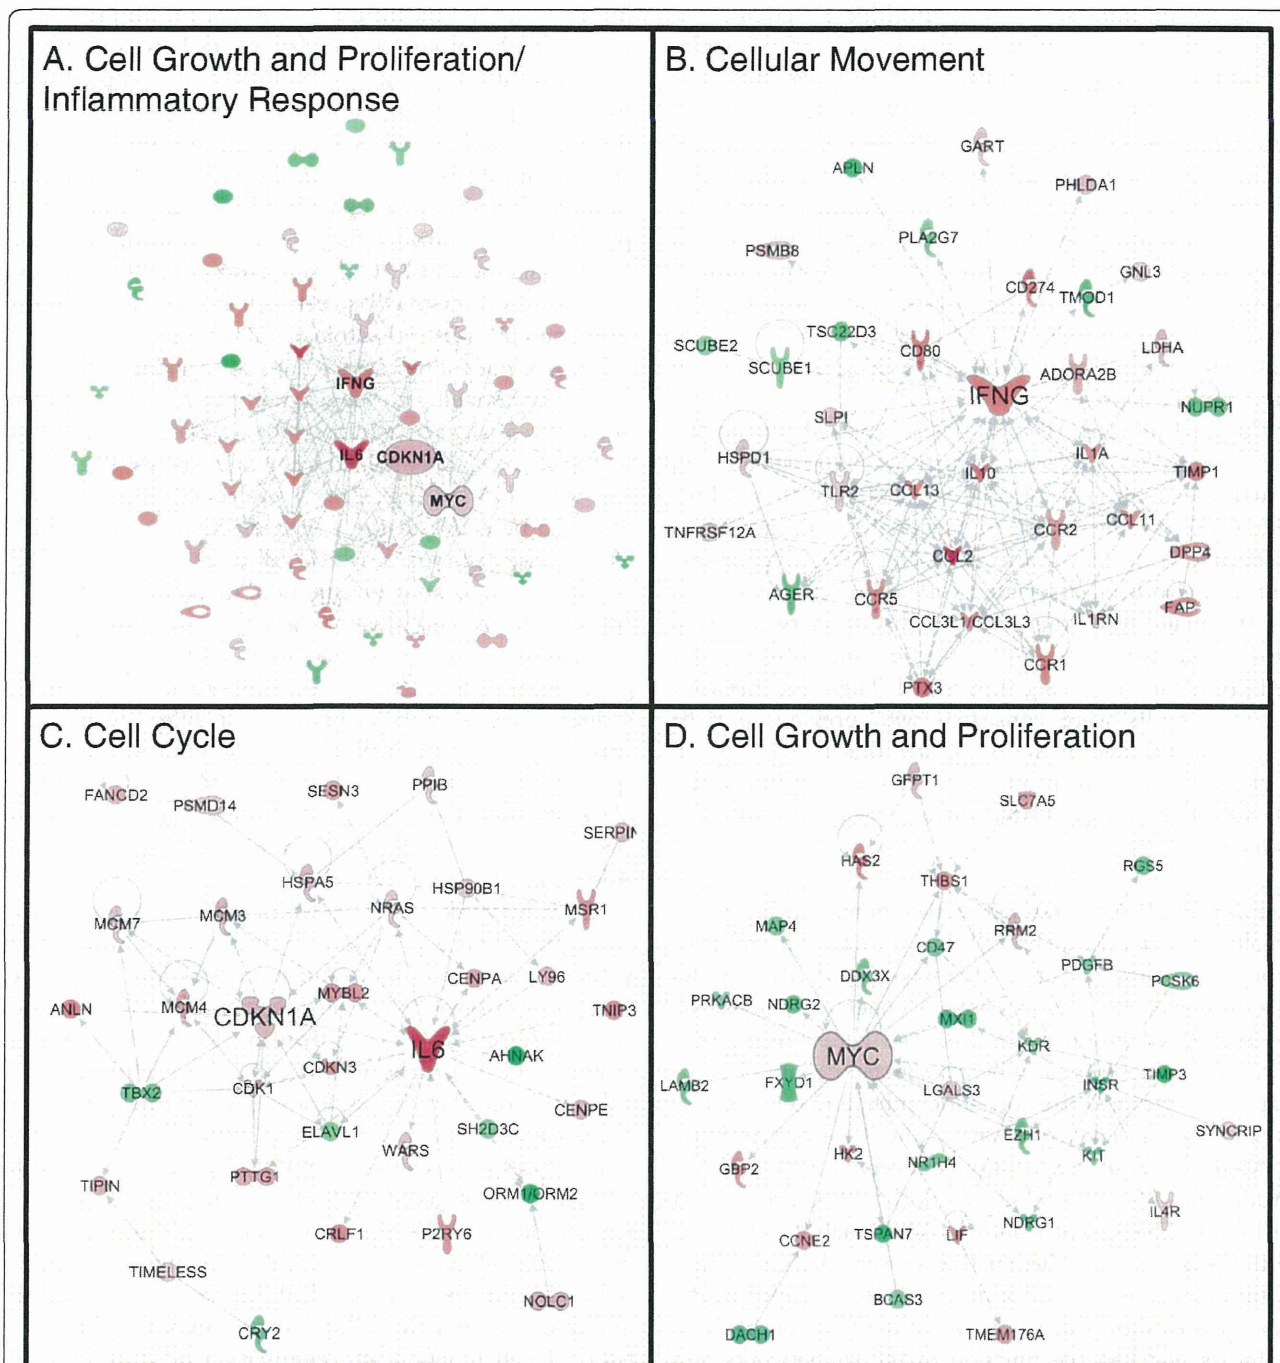 A. Cell Growth and Proliferation/
Inflammatory Response
IFNG
IL6 CDKN1A
MYC
B. Cellular Movement
GART
APLN
PHLDA1
PLA2G7
PSMB8
GNL3
CD274
TMOD1
TSC22D3
SCUBE2
CD80
LDHA
SCUBE1
ADORA2B
IFNG
NUPR1
SLPI
HSPD1
IL1A
IL10
TIMP1
TLR2
CCL13
CCL11
TNFRSF12A
CCR2
CCL2
DPP4
AGER
CCR5
FAP
CCL3L1/CCL3L3
IL1RN
CCR1
PTX3
C. Cell Cycle
PPIB
SESN3
FANCD2
PSMD14
SERPIN
HSPA5
HSP90B1
NRAS
MSR1
MCM3
MCM7
CENPA
LY96
MYBL2
MCM4
ANLN
TNIP3
CDKN1A
IL6
AHNAK
CDKN3
CDK1
TBX2
CENPE
SH2D3C
ELAVL1
WARS
PTTG1
TIPIN
ORM1/ORM2
CRLF1
P2RY6
TIMELESS
NOLC1
CRY2
D. Cell Growth and Proliferation
GFPT1
SLC7A5
HAS2
RGS5
THBS1
MAP4
RRM2
CD47
PDGFB
DDX3X
PCSK6
PRKACB
NDRG2
MXI1
KDR
MYC
TIMP3
LAMB2
FXYD1
LGALS3
INSR
SYNCRIP
EZH1
HK2
KIT
NR1H4
GBP2
IL4R
NDRG1
TSPAN7
LIF
CCNE2
BCAS3
DACH1
TMEM176A